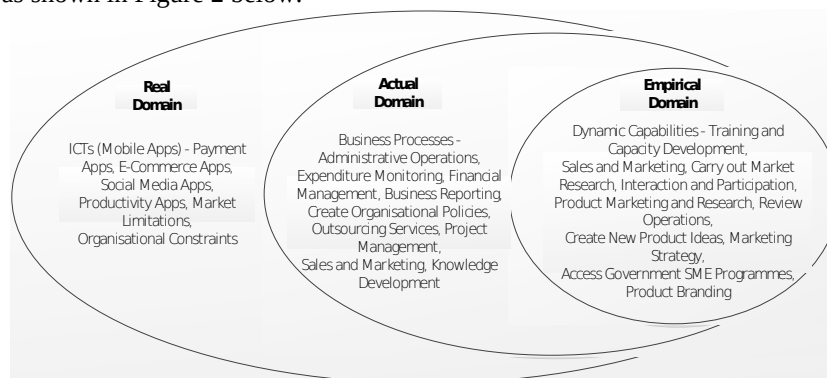 as shown in Figure 2 below.
Real
Domain
ICTs (Mobile Apps) - Payment
Apps, E-Commerce Apps,
Social Media Apps,
Productivity Apps, Market
Limitations,
Organisational Constraints
Actual
Domain
Business Processes -
Administrative Operations,
Expenditure Monitoring, Financial
Management, Business Reporting,
Create Organisational Policies,
Outsourcing Services, Project
Management,
Sales and Marketing, Knowledge
Development
Empirical
Domain
Dynamic Capabilities - Training and
Capacity Development,
Sales and Marketing, Carry out Market
Research, Interaction and Participation,
Product Marketing and Research, Review
Operations,
Create New Product Ideas, Marketing
Strategy,
Access Government SME Programmes,
Product Branding